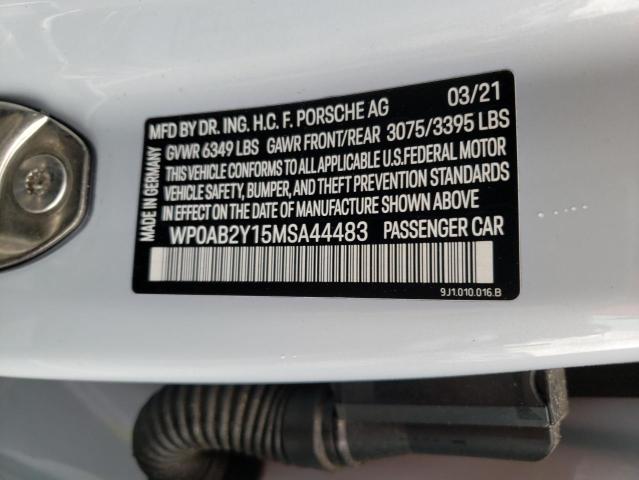 MADE IN GERMANY
MFD BY DR. ING. H.C. F. PORSCHE AG 03/21
GVWR 6349 LBS GAWR FRONT/REAR 3075/3395 LBS
THIS VEHICLE CONFORMS TO ALL APPLICABLE U.S.FEDERAL MOTOR
VEHICLE SAFETY, BUMPER, AND THEFT PREVENTION STANDARDS
IN EFFECT ON THE DATE OF MANUFACTURE SHOWN ABOVE
WP0AB2Y15MSA44483 PASSENGER CAR
9J1.010.016.B